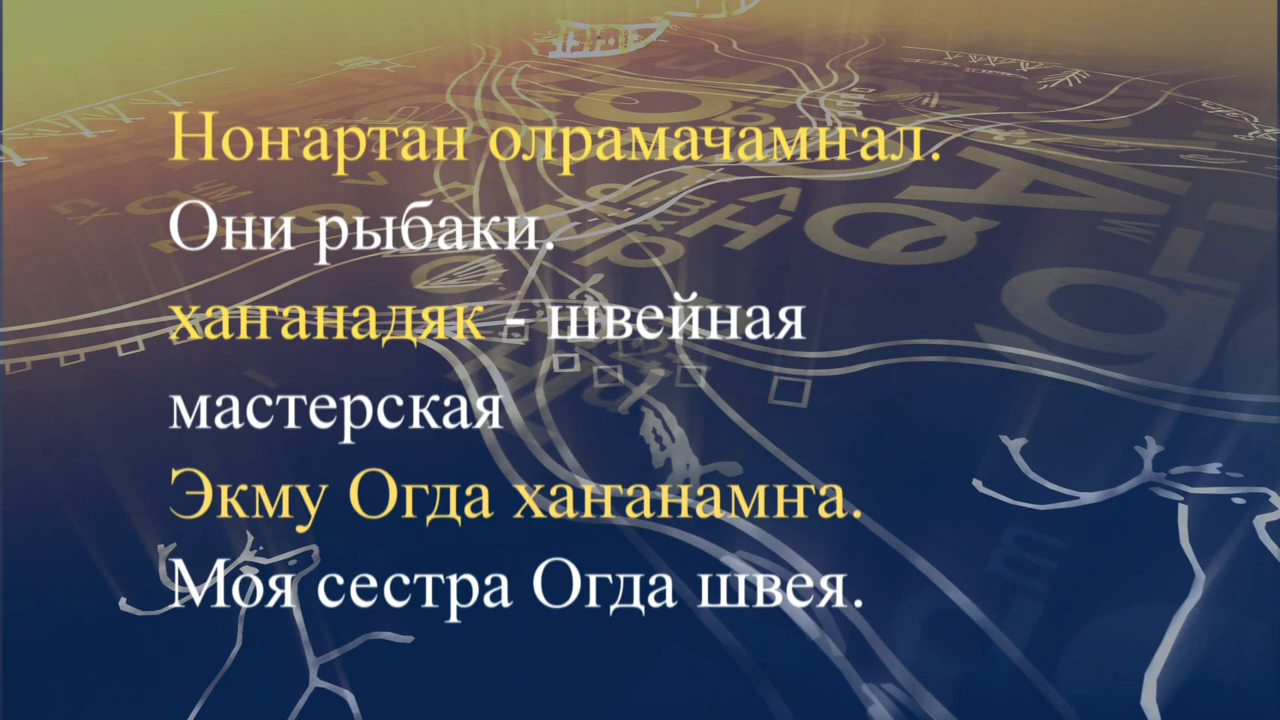 Ноӈартан олрамачамӈал.
Они рыбаки.
хаӈанадяк - швейная
мастерская
Экму Огда хаӈанамӈа.
Моя сестра Огда швея.